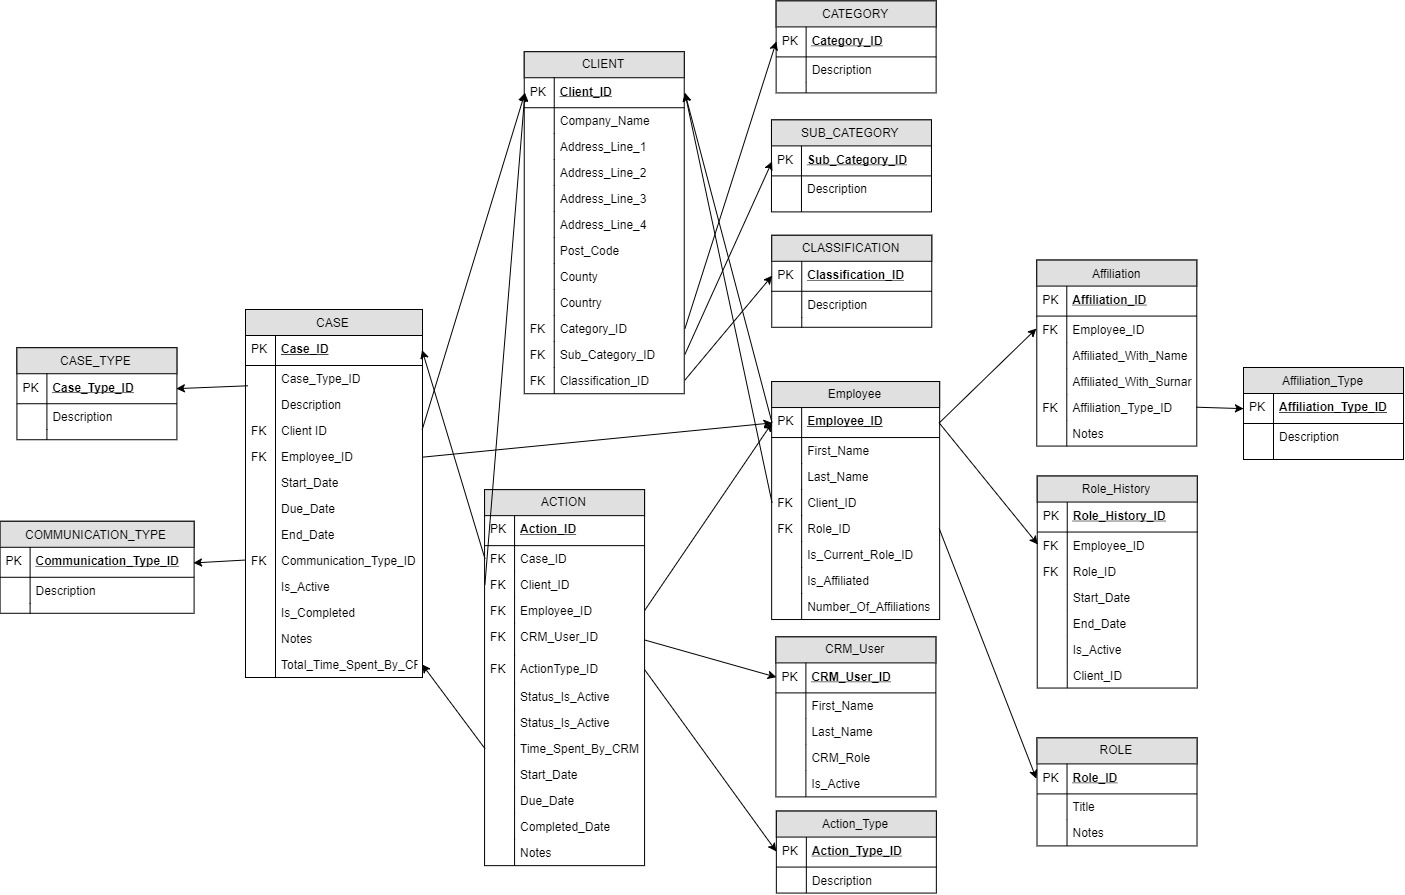 CATEGORY
PK Category_ID
Description
CLIENT
PK Client_ID
Company_Name
Address_Line_1
Address_Line_2
Address_Line_3
Address_Line_4
Post_Code
County
Country
FK Category_ID
FK Sub_Category_ID
FK Classification_ID
SUB_CATEGORY
PK Sub_Category_ID
Description
CLASSIFICATION
PK Classification_ID
Description
CASE_TYPE
PK Case_Type_ID
Description
COMMUNICATION_TYPE
PK Communication_Type_ID
Description
CASE
PK Case_ID
Case_Type_ID
Description
FK Client ID
FK Employee_ID
Start_Date
Due_Date
End_Date
FK Communication_Type_ID
Is_Active
Is_Completed
Notes
Total_Time_Spent_By_CF
ACTION
PK Action_ID
FK Case_ID
FK Client_ID
FK Employee_ID
FK CRM_User_ID
FK ActionType_ID
Status_Is_Active
Status_Is_Active
Time_Spent_By_CRM
Start_Date
Due_Date
Completed_Date
Notes
Employee
PK Employee_ID
First_Name
Last_Name
FK Client_ID
FK Role_ID
Is_Current_Role_ID
Is_Affiliated
Number_Of_Affiliations
CRM_User
PK CRM_User_ID
First_Name
Last_Name
CRM_Role
Is_Active
Action_Type
PK Action_Type_ID
Description
Affiliation
PK Affiliation_ID
FK Employee_ID
Affiliated_With_Name
Affiliated_With_Surnar
FK Affiliation_Type_ID
Notes
Affiliation_Type
PK Affiliation_Type_ID
Description
Role_History
PK Role_History_ID
FK Employee_ID
FK Role_ID
Start_Date
End_Date
Is_Active
Client_ID
ROLE
PK Role_ID
Title
Notes